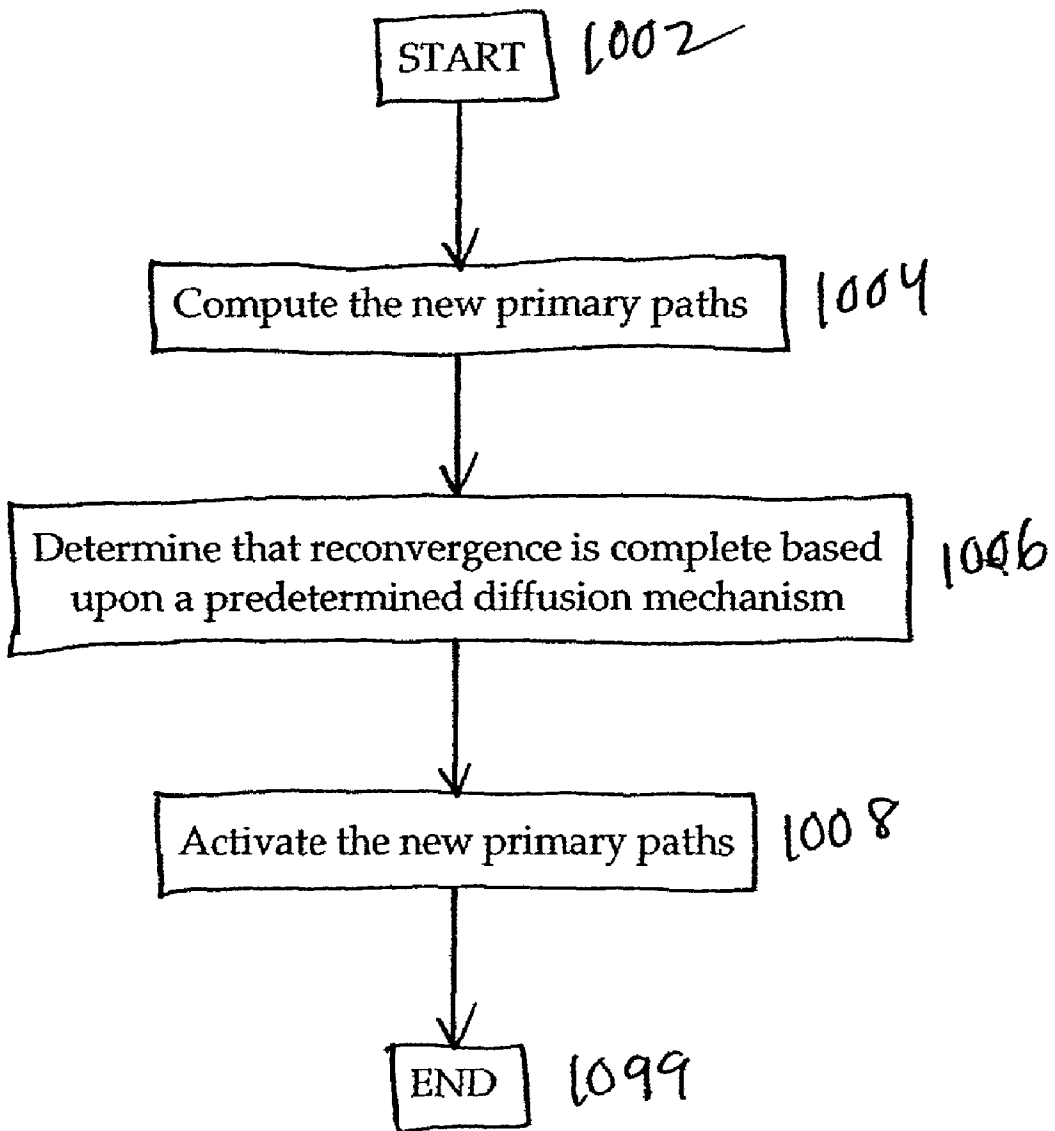 START 1002
Compute the new primary paths 1004
Determine that reconvergence is complete based 1006
upon a predetermined diffusion mechanism
Activate the new primary paths 1008
END 1099